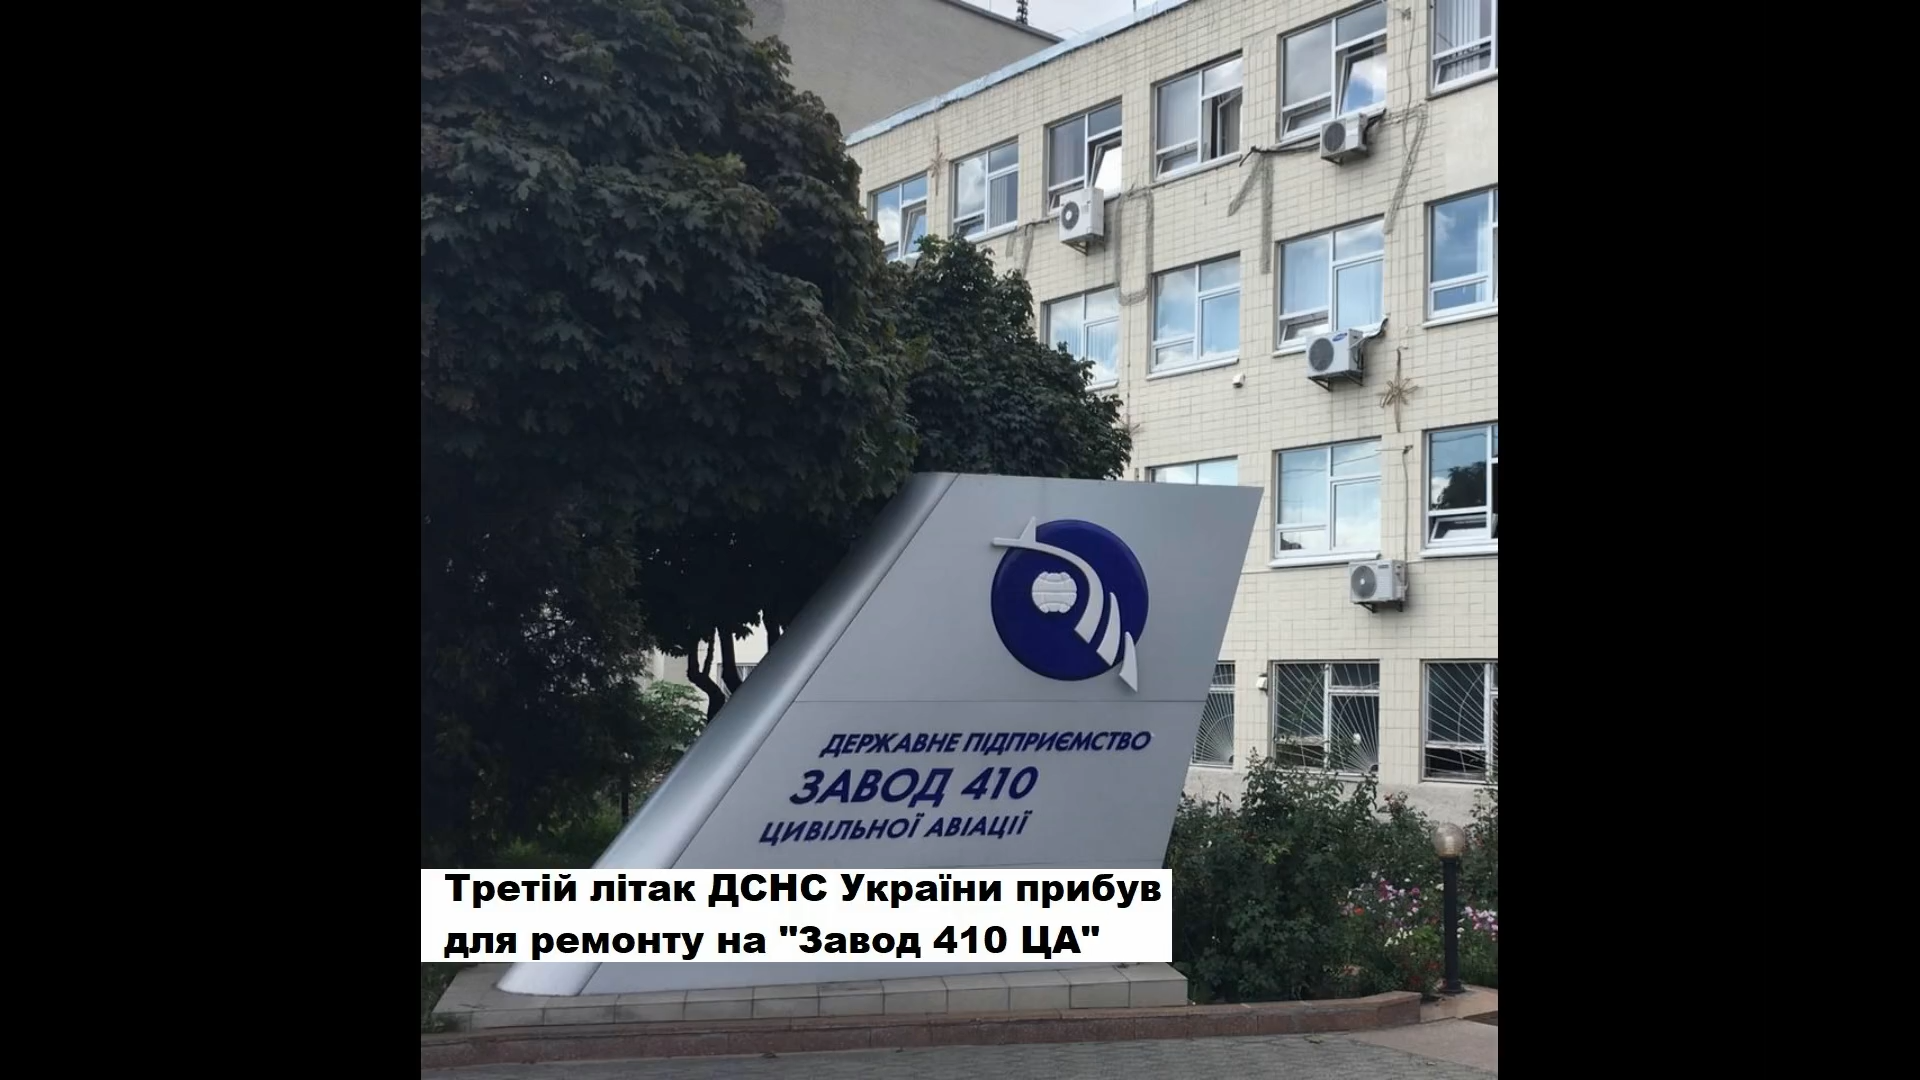 ДЕРЖАВНЕ ПІДПРИЄМСТВО
ЗАВОД 410
ЦИВІЛЬНОЇ АВІАЦІЇ
Третій літак ДСНС України прибув
для ремонту на "Завод 410 ЦА"